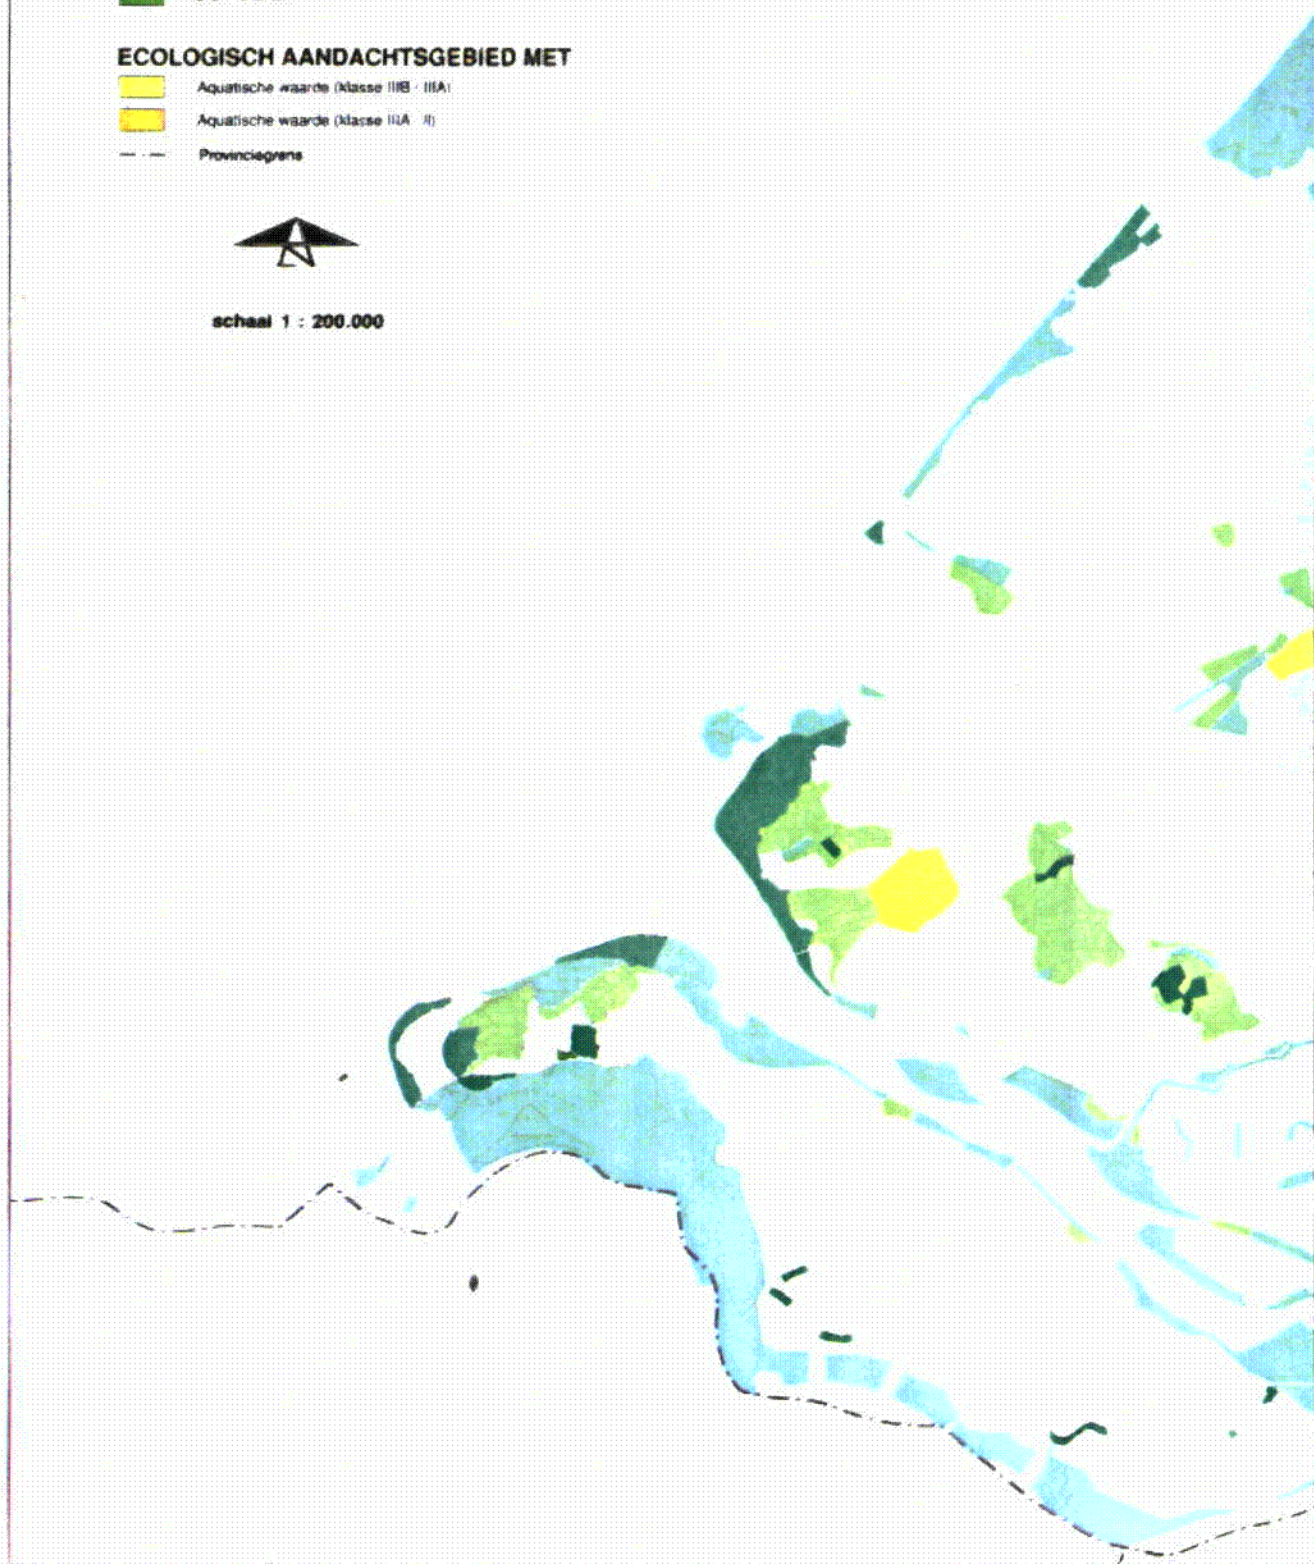 ECOLOGISCH AANDACHTSGEBIED MET
Aquatische waarde (klasse IIIB - IIIA)
Aquatische waarde (klasse IIIA - II)
Provinciegrens
schaal 1 : 200.000